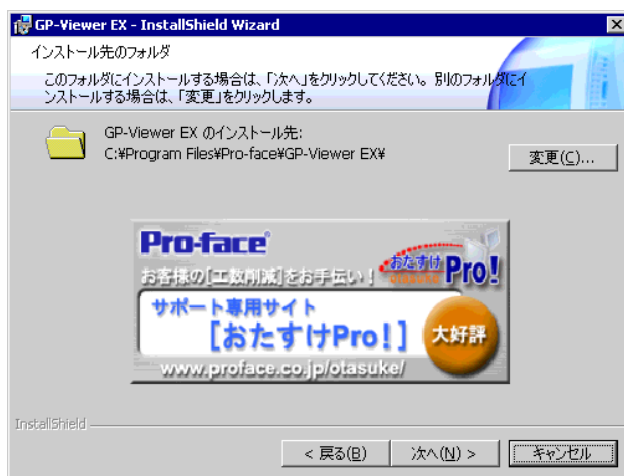 GP-Viewer EX - InstallShield Wizard
インストール先のフォルダ
このフォルダにインストールする場合は、「次へ」をクリックしてください。別のフォルダにイ
ンストールする場合は、「変更」をクリックします。
GP-Viewer EX のインストール先:
C:¥Program Files¥Pro-face¥GP-Viewer EX¥
変更(C)...
Pro-face
お客様の[工数削減]をお手伝い!
おたすけ Pro!
サポート専用サイト
[おたすけPro!]
大好評
www.proface.co.jp/otasuke/
InstallShield
< 戻る(B)
次へ(N) >
キャンセル